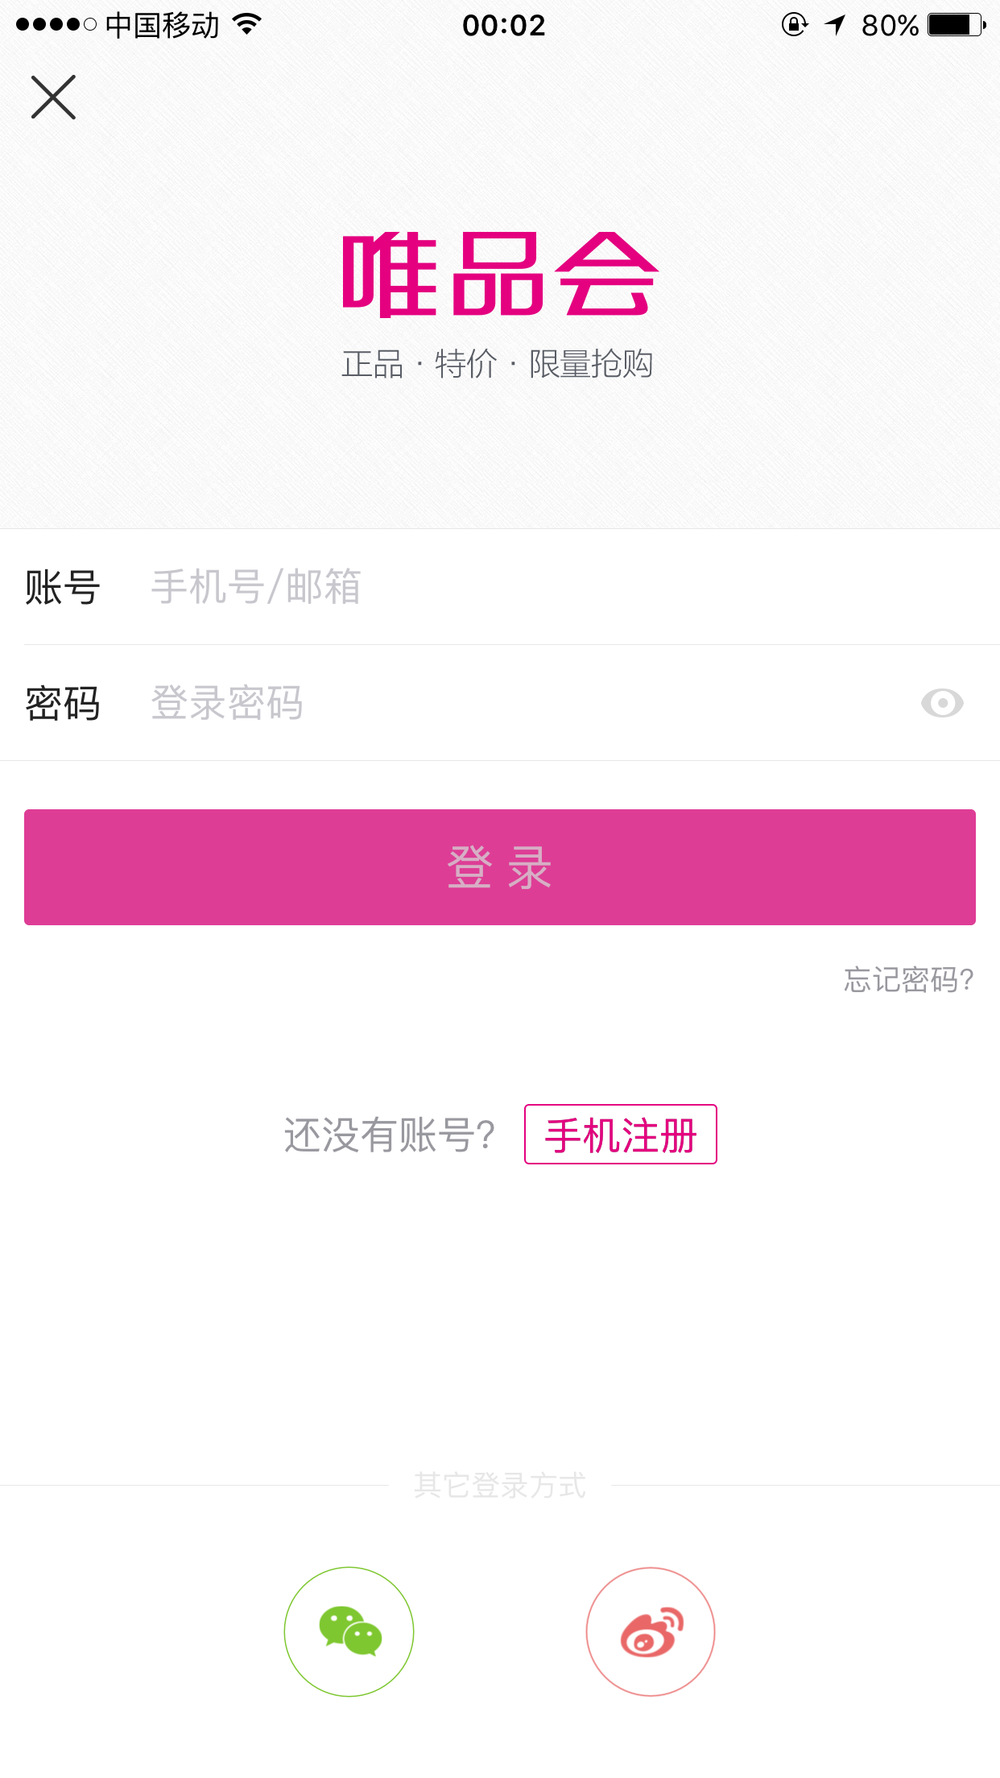 中国移动 00:02 80%
唯品会
正品 · 特价 · 限量抢购
账号 手机号/邮箱
密码 登录密码
登 录
忘记密码?
还没有账号? 手机注册
其它登录方式